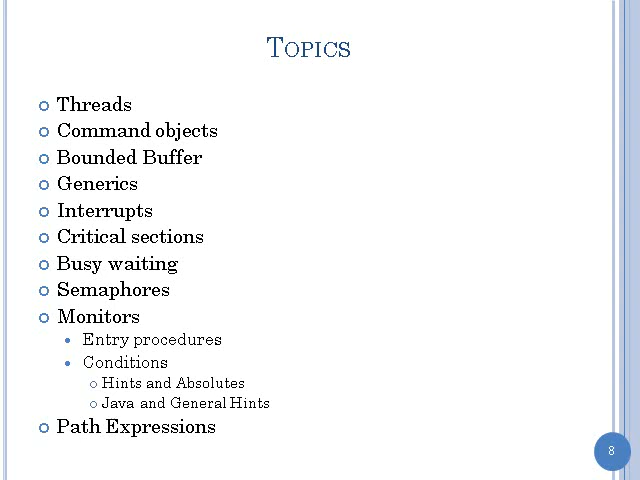 TOPICS
Threads
Command objects
Bounded Buffer
Generics
Interrupts
Critical sections
Busy waiting
Semaphores
Monitors
Entry procedures
Conditions
Hints and Absolutes
Java and General Hints
Path Expressions
8